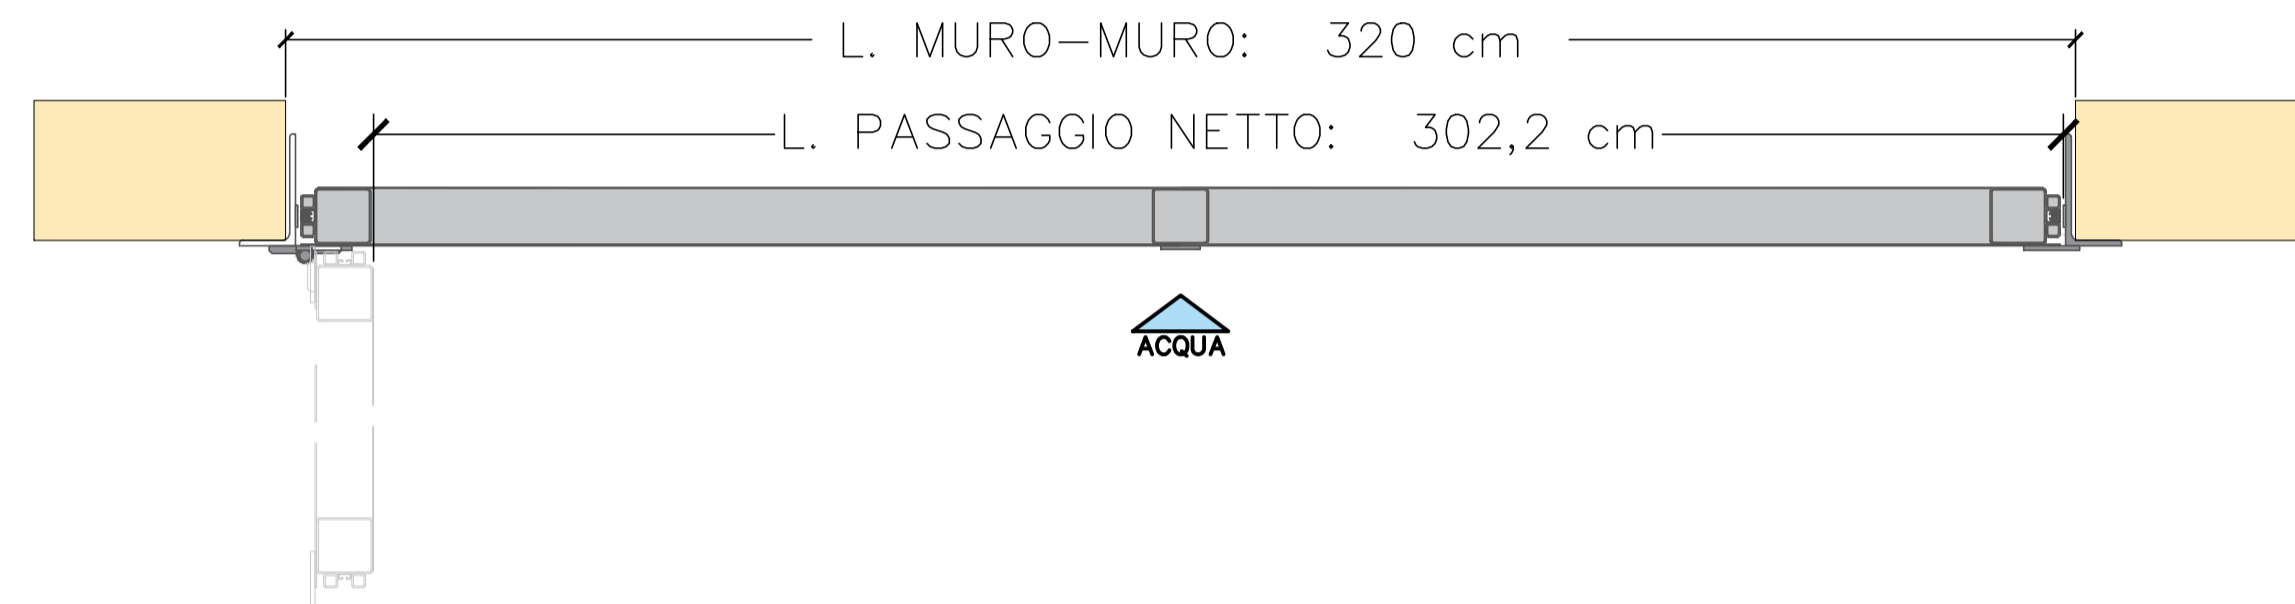 L. MURO-MURO: 320 cm
L. PASSAGGIO NETTO: 302,2 cm
ACQUA